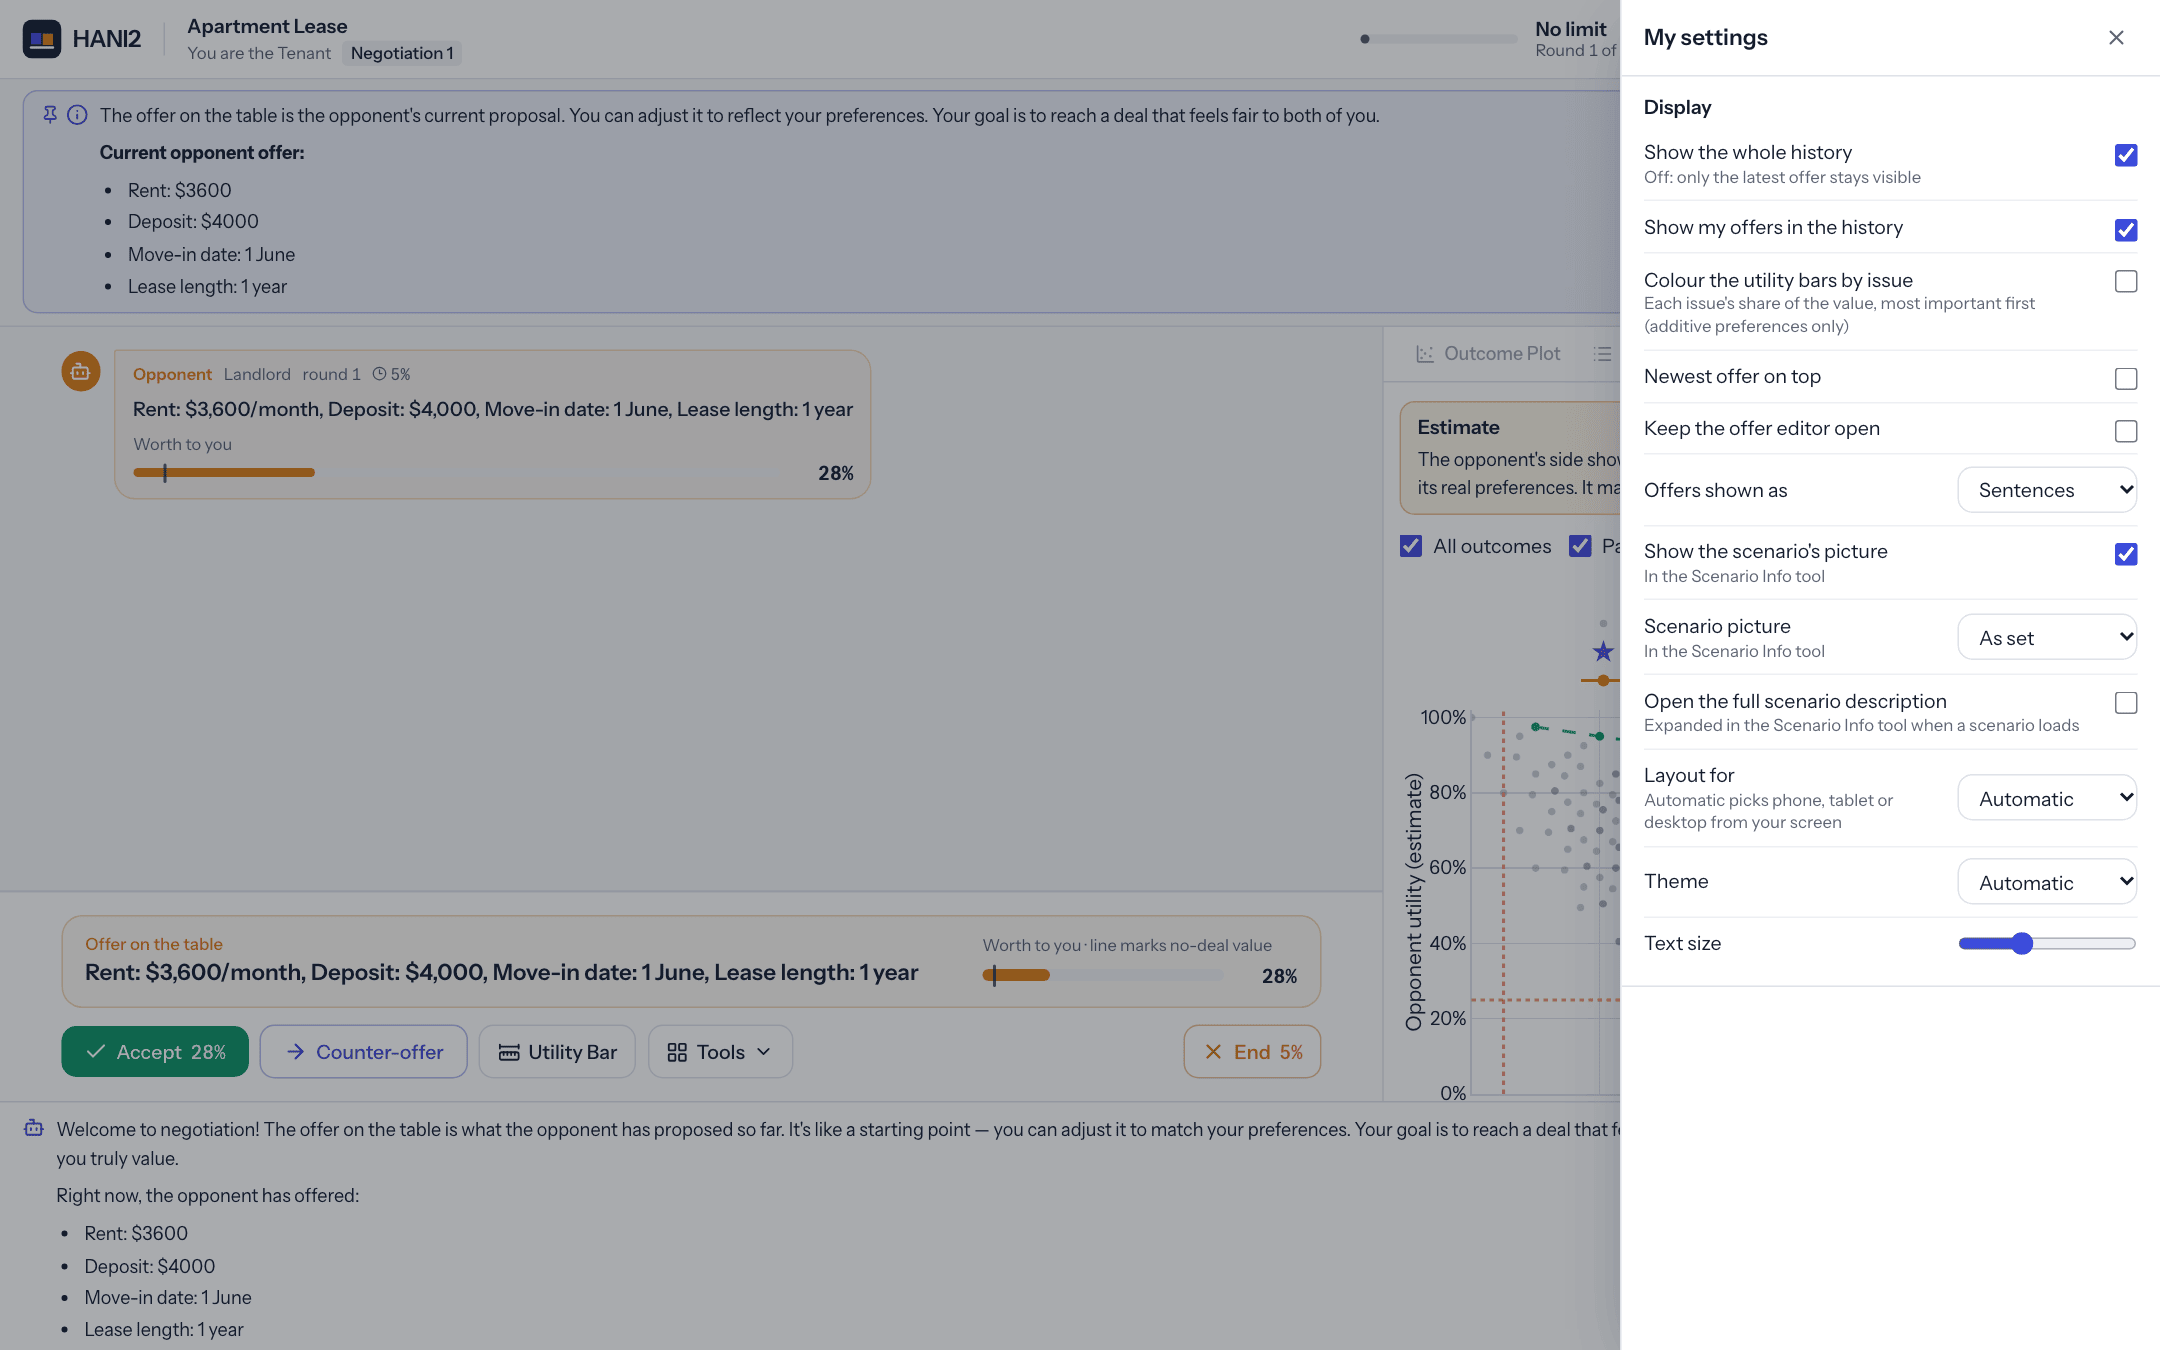 HANI2
Apartment Lease
You are the Tenant Negotiation 1
No limit
Round 1 of
The offer on the table is the opponent's current proposal. You can adjust it to reflect your preferences. Your goal is to reach a deal that feels fair to both of you.
Current opponent offer:
• Rent: $3600
• Deposit: $4000
• Move-in date: 1 June
• Lease length: 1 year
Opponent Landlord round 1 5%
Rent: $3,600/month, Deposit: $4,000, Move-in date: 1 June, Lease length: 1 year
Worth to you
28%
Outcome Plot
Estimate
The opponent's side
its real preferences. It
All outcomes
100%
80%
60%
40%
20%
0%
Opponent utility (estimate)
Offer on the table
Rent: $3,600/month, Deposit: $4,000, Move-in date: 1 June, Lease length: 1 year
Worth to you · line marks no-deal value
28%
Accept 28%
Counter-offer
Utility Bar
Tools
End 5%
Welcome to negotiation! The offer on the table is what the opponent has proposed so far. It's like a starting point — you can adjust it to match your preferences. Your goal is to reach a deal that
you truly value.
Right now, the opponent has offered:
• Rent: $3600
• Deposit: $4000
• Move-in date: 1 June
• Lease length: 1 year
My settings
Display
Show the whole history
Off: only the latest offer stays visible
Show my offers in the history
Colour the utility bars by issue
Each issue's share of the value, most important first
(additive preferences only)
Newest offer on top
Keep the offer editor open
Offers shown as
Sentences
Show the scenario's picture
In the Scenario Info tool
Scenario picture
In the Scenario Info tool
As set
Open the full scenario description
Expanded in the Scenario Info tool when a scenario loads
Layout for
Automatic picks phone, tablet or
desktop from your screen
Automatic
Theme
Automatic
Text size